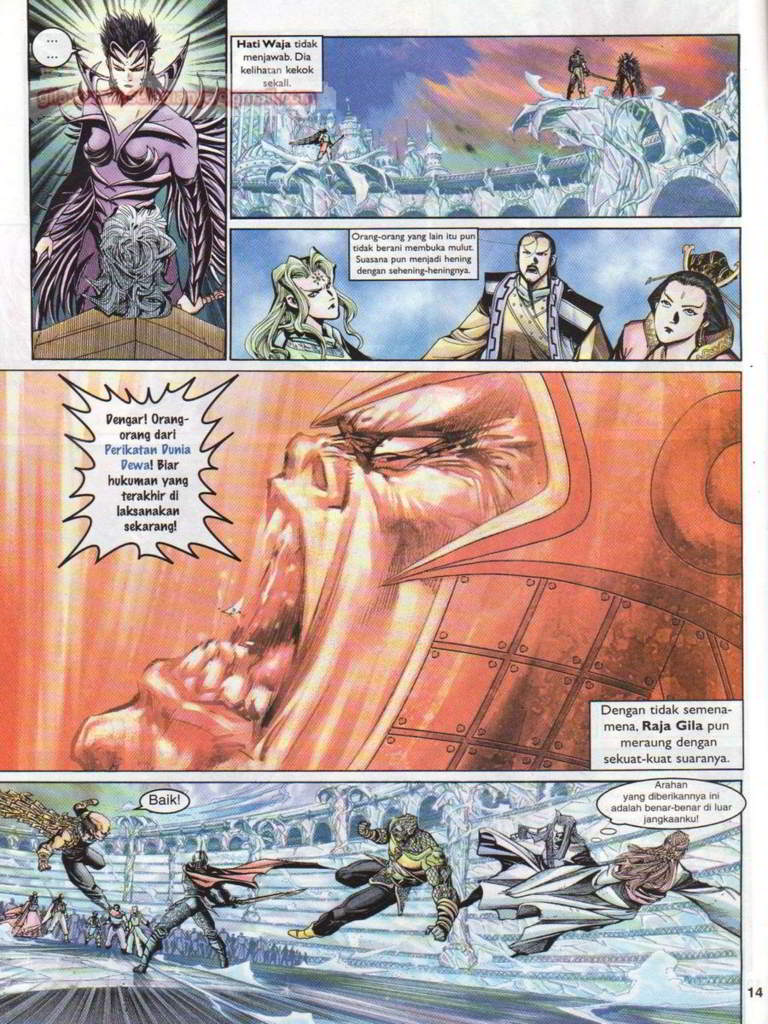 ...
...
Hati Waja tidak
menjawab. Dia
kelihatan kekok
sekali.
Orang-orang yang lain itu pun
tidak berani membuka mulut.
Suasana pun menjadi hening
dengan sehening-heningnya.
Dengar! Orang-
orang dari
Perikatan Dunia
Dewa! Biar
hukuman yang
terakhir di
laksanakan
sekarang!
Dengan tidak semena-
mena, Raja Gila pun
meraung dengan
sekuat-kuat suaranya.
Baik!
Arahan
yang diberikannya ini
adalah benar-benar di luar
jangkaanku!
14